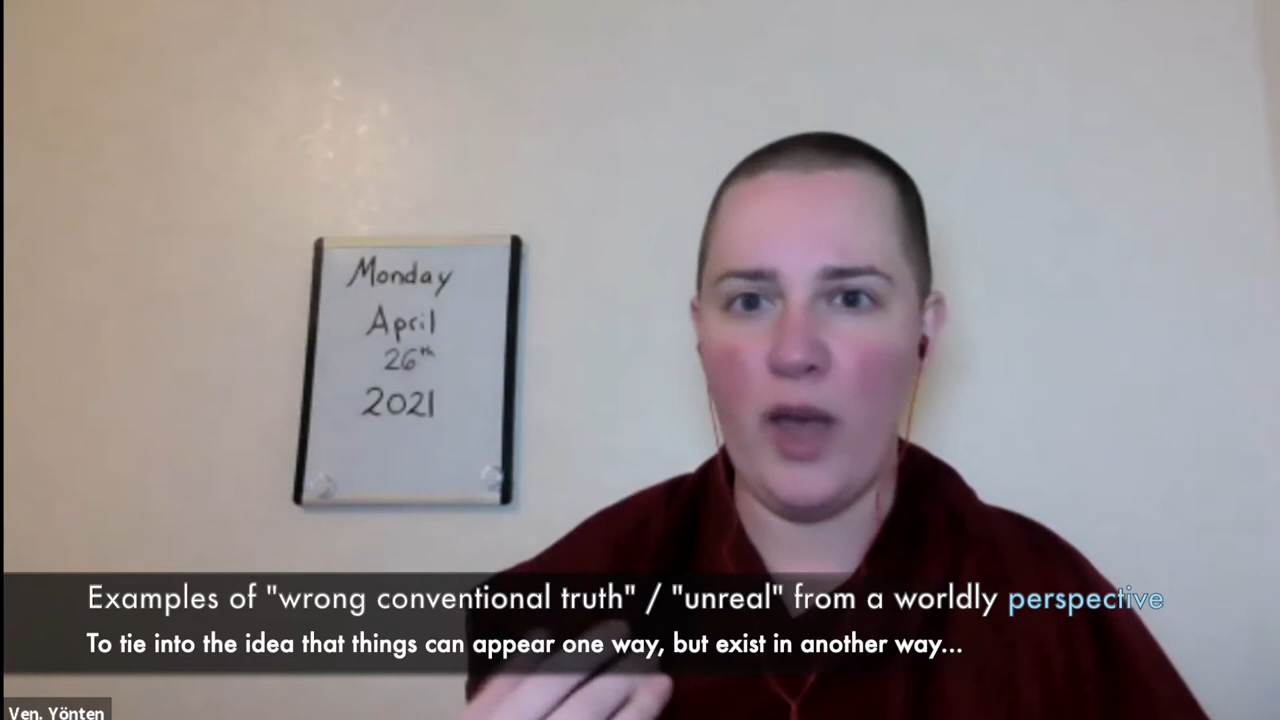 Monday
April
26th
2021
Examples of "wrong conventional truth" / "unreal" from a worldly perspective
To tie into the idea that things can appear one way, but exist in another way...
Ven. Yönten